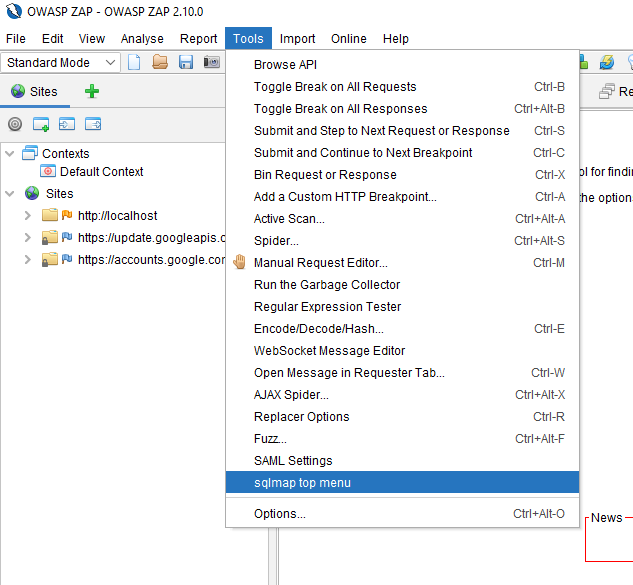 OWASP ZAP - OWASP ZAP 2.10.0
File Edit View Analyse Report Tools Import Online Help
Standard Mode
Sites
Contexts
Default Context
Sites
http://localhost
https://update.googleapis.c
https://accounts.google.com
Browse API
Toggle Break on All Requests Ctrl-B
Toggle Break on All Responses Ctrl+Alt-B
Submit and Step to Next Request or Response Ctrl-S
Submit and Continue to Next Breakpoint Ctrl-C
Bin Request or Response Ctrl-X
Add a Custom HTTP Breakpoint... Ctrl-A
Active Scan... Ctrl+Alt-A
Spider... Ctrl+Alt-S
Manual Request Editor... Ctrl-M
Run the Garbage Collector
Regular Expression Tester
Encode/Decode/Hash... Ctrl-E
WebSocket Message Editor
Open Message in Requester Tab... Ctrl-W
AJAX Spider... Ctrl+Alt-X
Replacer Options Ctrl-R
Fuzz... Ctrl+Alt-F
SAML Settings
sqlmap top menu
Options... Ctrl+Alt-O
Re
ol for findin
the option
News